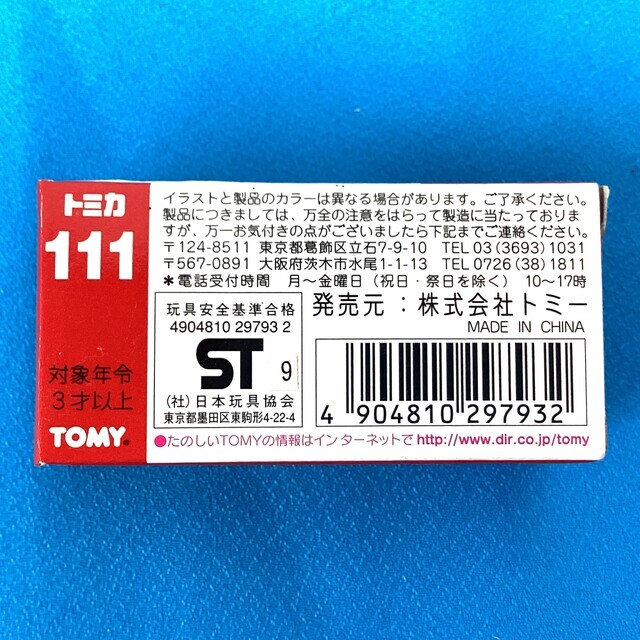 トミカ
111
対象年令
3才以上
TOMY
イラストと製品のカラーは異なる場合があります。ご了承ください。
製品につきましては、万全の注意をはらって製造に当たっておりま
すが、万一お気付きの点がございましたら下記までご連絡ください。
〒124-8511 東京都葛飾区立石7-9-10 TEL 03(3693)1031
〒567-0891 大阪府茨木市水尾1-1-13 TEL 0726(38)1811
＊電話受付時間 月〜金曜日(祝日・祭日を除く) 10〜17時
玩具安全基準合格
4904810 29793 2
ST 9
(社)日本玩具協会
東京都墨田区東駒形4-22-4
発売元：株式会社トミー
MADE IN CHINA
4 904810 297932
●たのしいTOMYの情報はインターネットで http://www.dir.co.jp/tomy